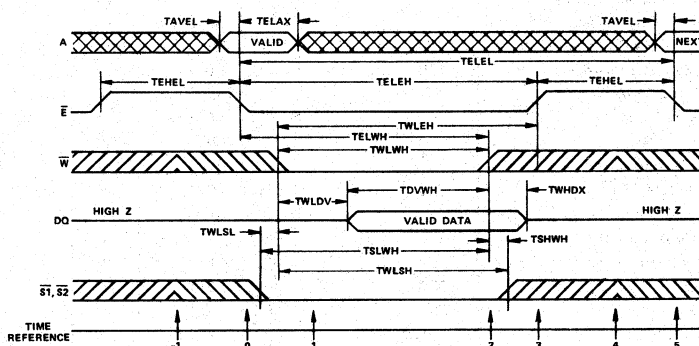 TAVEL TELAX TAVEL
A VALID NEXT
TELEL
TEHEL TELEH TEHEL
E
TWLEH
TELWH
TWLWH
W
TWLDV TDVWH TWHDX
DQ HIGH Z VALID DATA HIGH Z
TWLSL TSLWH TSHWH
TWLSH
S1, S2
TIME
REFERENCE
-1 0 1 2 3 4 5